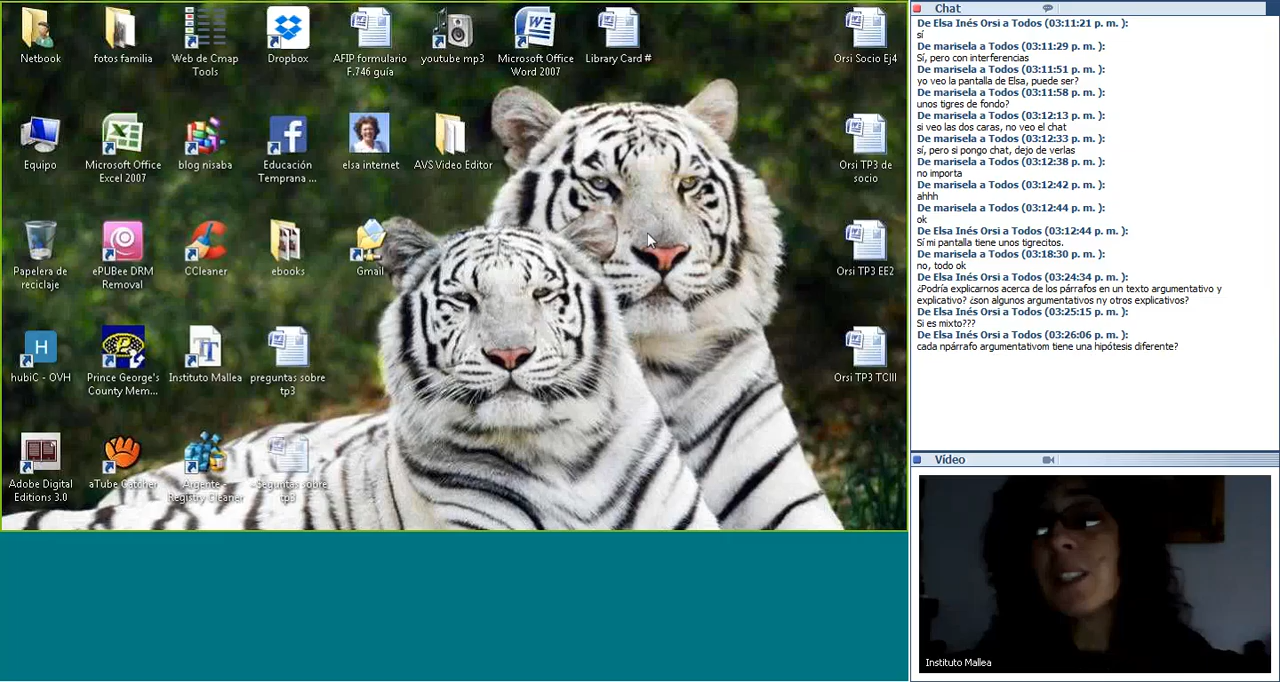 Netbook
fotos familia
Web de Cmap
Tools
Dropbox
AFIP formulario
F.746 guía
youtube mp3
Microsoft Office
Word 2007
Library Card #
Orsi Socio Ej4
Equipo
Microsoft Office
Excel 2007
blog nisaba
Educación
Temprana ...
elsa internet
AVS Video Editor
Orsi TP3 de
socio
Papelera de
reciclaje
ePUBee DRM
Removal
CCleaner
ebooks
Gmail
Orsi TP3 EE2
hubiC - OVH
Prince George's
County Mem...
Instituto Mallea
preguntas sobre
tp3
Orsi TP3 TCIII
Adobe Digital
Editions 3.0
aTube Catcher
Argente -
Registry Cleaner
tp3
Chat
De Elsa Inés Orsi a Todos (03:11:21 p. m. ):
sí
De marisela a Todos (03:11:29 p. m. ):
Sí, pero con interferencias
De marisela a Todos (03:11:51 p. m. ):
yo veo la pantalla de Elsa, puede ser?
De marisela a Todos (03:11:58 p. m. ):
unos tigres de fondo?
De marisela a Todos (03:12:13 p. m. ):
si veo las dos caras, no veo el chat
De marisela a Todos (03:12:33 p. m. ):
sí, pero si pongo chat, dejo de verlas
De marisela a Todos (03:12:38 p. m. ):
no importa
De marisela a Todos (03:12:42 p. m. ):
ahhh
De marisela a Todos (03:12:44 p. m. ):
ok
De Elsa Inés Orsi a Todos (03:12:44 p. m. ):
Sí mi pantalla tiene unos tigrecitos.
De marisela a Todos (03:18:30 p. m. ):
no, todo ok
De Elsa Inés Orsi a Todos (03:24:34 p. m. ):
¿Podría explicarnos acerca de los párrafos en un texto argumentativo y
explicativo? ¿son algunos argumentativos ny otros explicativos?
De Elsa Inés Orsi a Todos (03:25:15 p. m. ):
Si es mixto???
De Elsa Inés Orsi a Todos (03:26:06 p. m. ):
cada npárrafo argumentativom tiene una hipótesis diferente?
Vídeo
Instituto Mallea